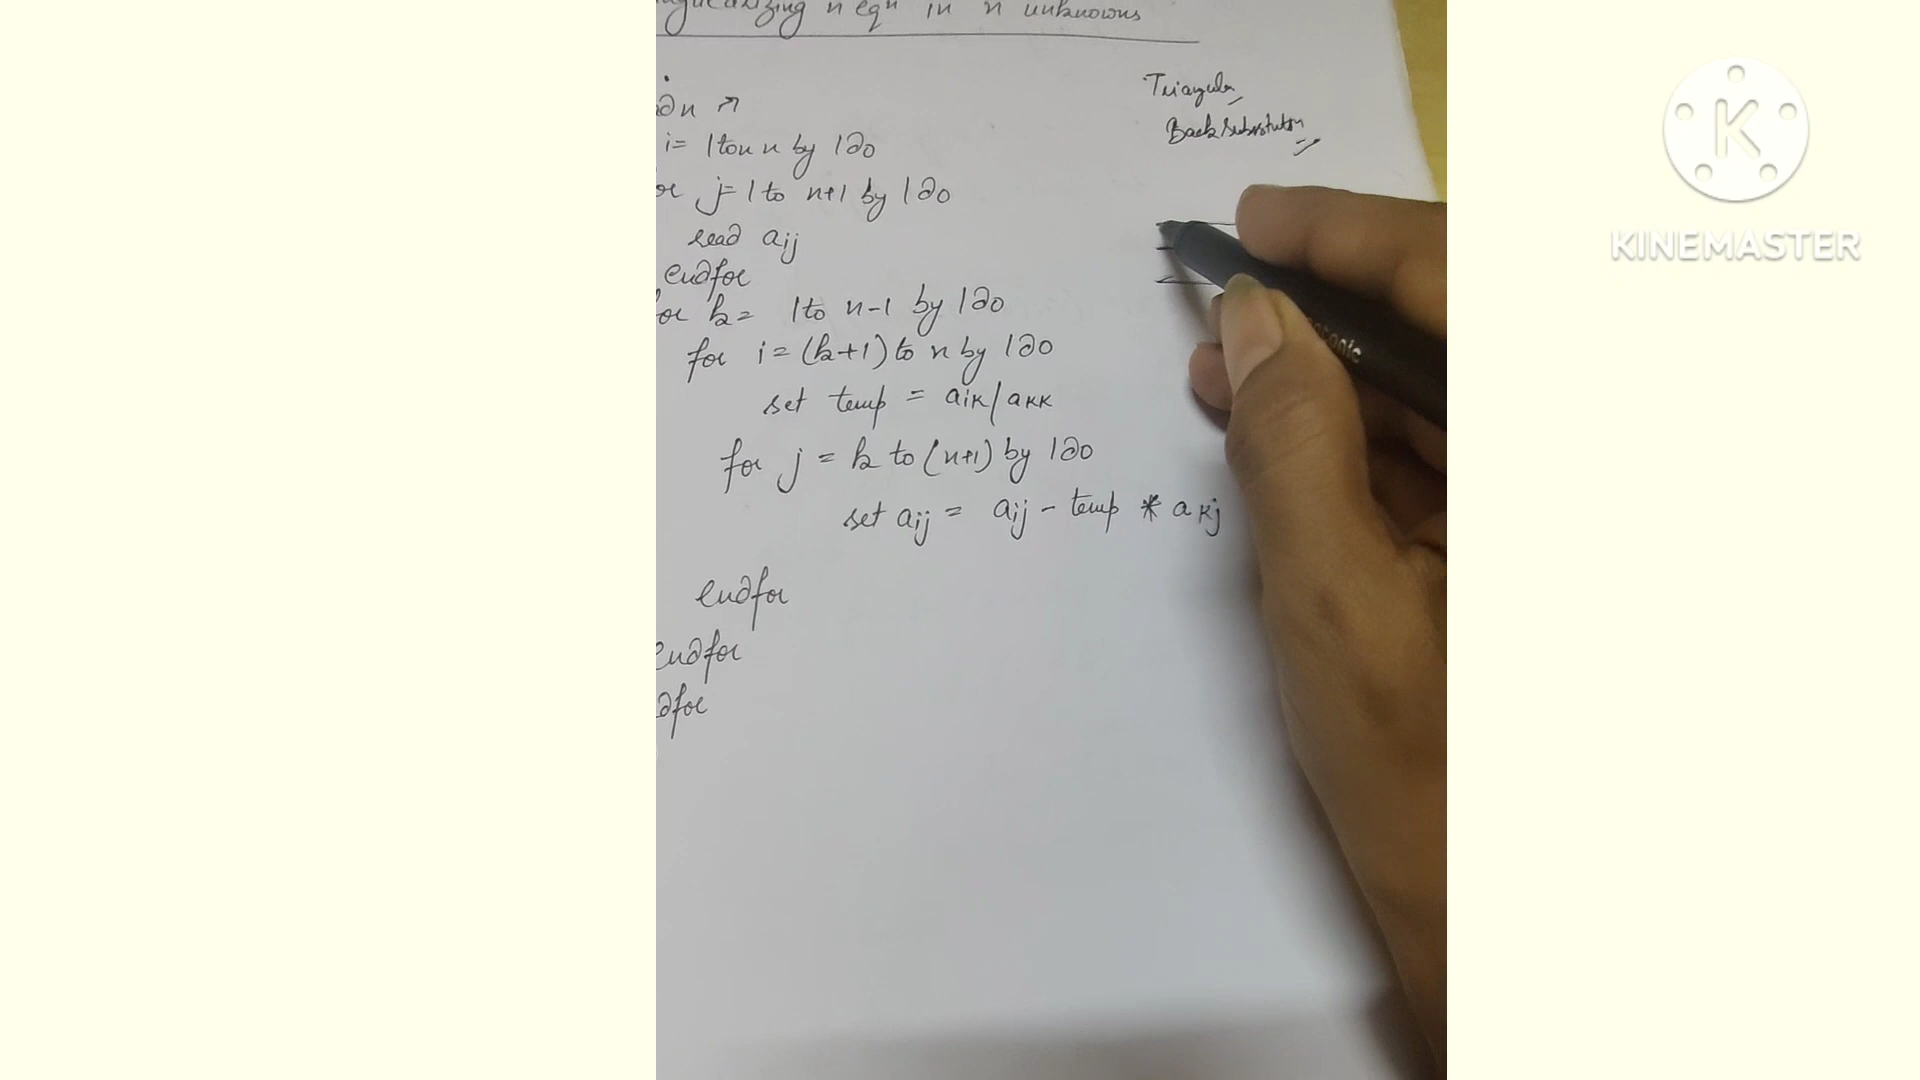 n eqn in n unknowns
Triangular
Back Substitution
i= 1 to n n by 1 do
j= 1 to n+1 by 1 do
read aij
endfor
k= 1 to n-1 by 1 do
for i = (k+1) to n by 1 do
set temp = aik/akk
for j = k to (n+1) by 1 do
set aij = aij - temp * akj
endfor
endfor
dfor
K
KINEMASTER